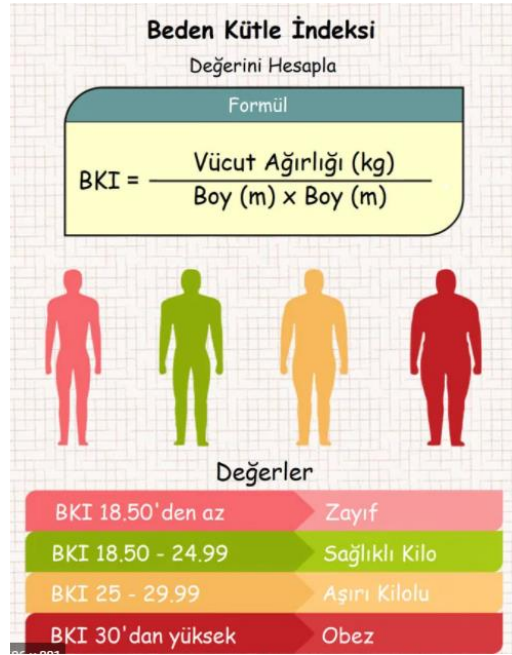 Beden Kütle İndeksi
Değerini Hesapla
Formül
BKI = Vücut Ağırlığı (kg)
Boy (m) x Boy (m)
Değerler
BKI 18.50'den az Zayıf
BKI 18.50 - 24.99 Sağlıklı Kilo
BKI 25 - 29.99 Aşırı Kilolu
BKI 30'dan yüksek Obez